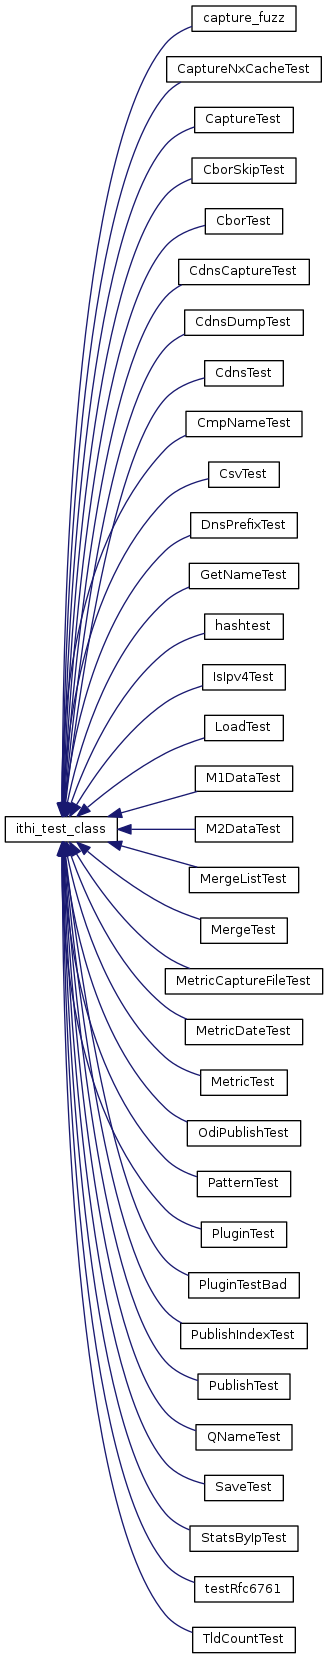 capture_fuzz
CaptureNxCacheTest
CaptureTest
CborSkipTest
CborTest
CdnsCaptureTest
CdnsDumpTest
CdnsTest
CmpNameTest
CsvTest
DnsPrefixTest
GetNameTest
hashtest
IsIpv4Test
LoadTest
M1DataTest
ithi_test_class
M2DataTest
MergeListTest
MergeTest
MetricCaptureFileTest
MetricDateTest
MetricTest
OdiPublishTest
PatternTest
PluginTest
PluginTestBad
PublishIndexTest
PublishTest
QNameTest
SaveTest
StatsByIpTest
testRfc6761
TldCountTest